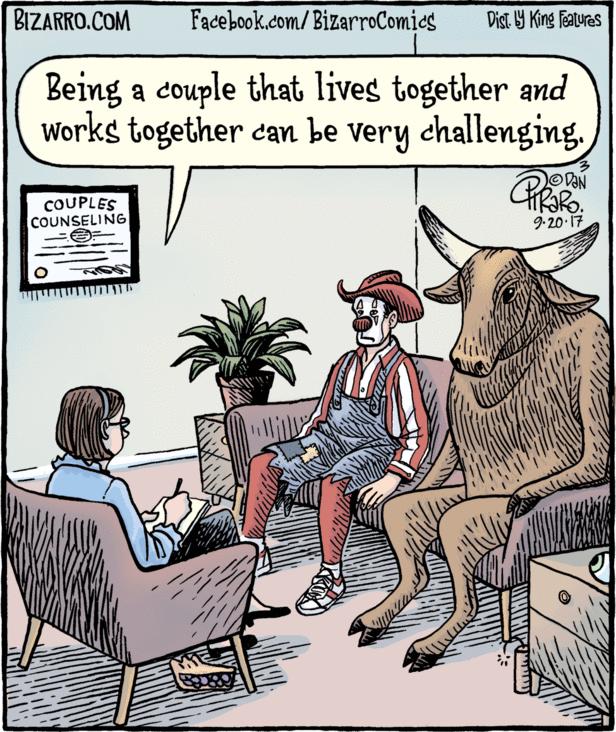 BIZARRO.COM Facebook.com/BizarroComics Dist. by King Features
Being a couple that lives together and
works together can be very challenging.
COUPLES
COUNSELING
3
© DAN
PIRARO.
9·20·17